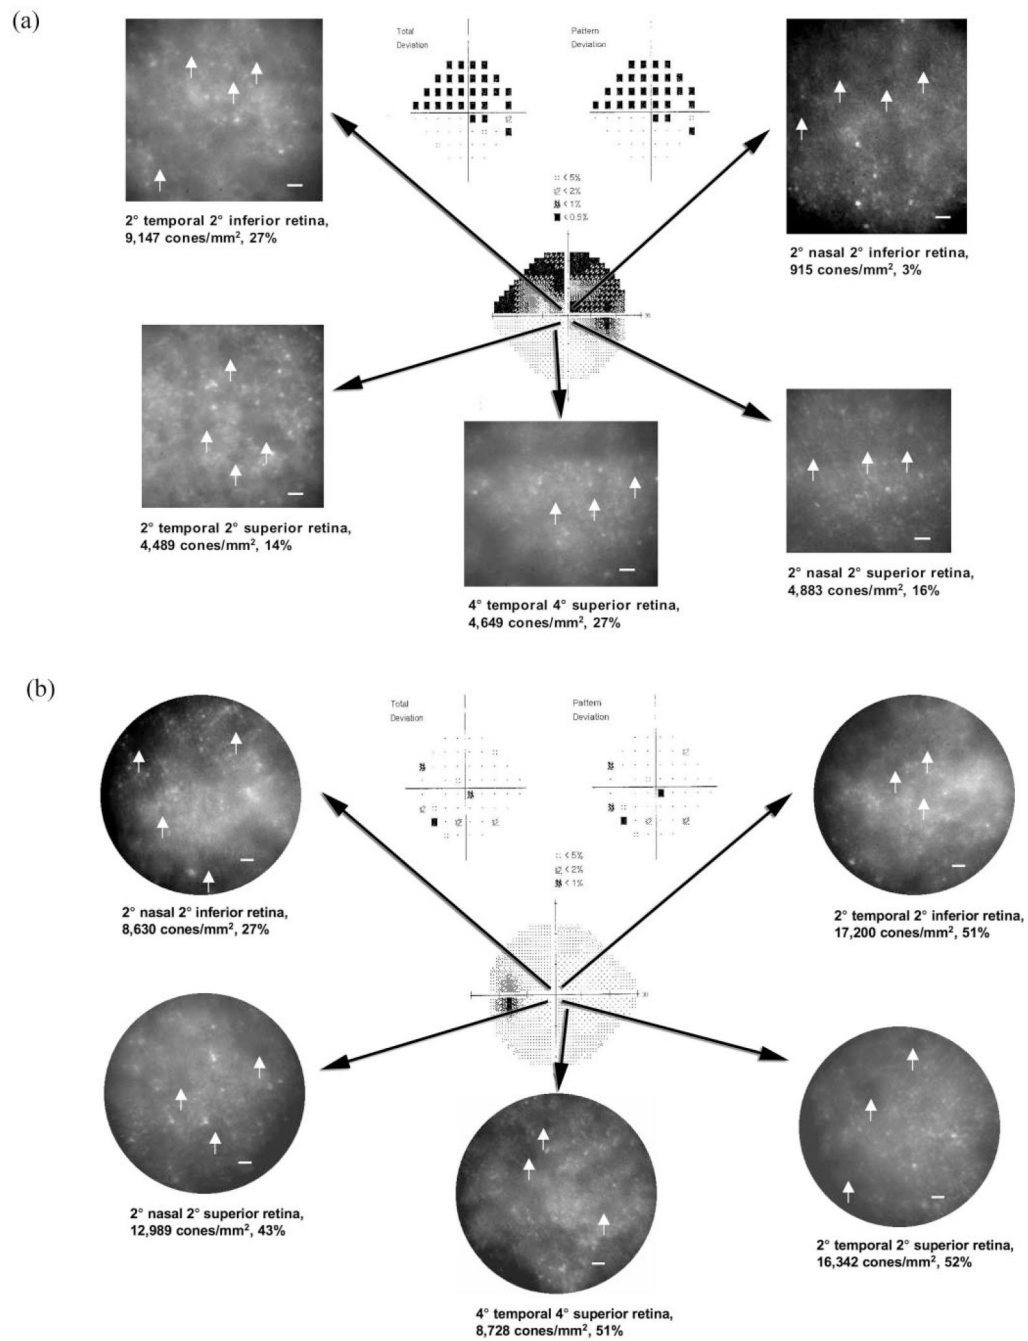 (a)
Total
Deviation
Pattern
Deviation
:: < 5%
< 2%
< 1%
■ < 0.5%
30
2° temporal 2° inferior retina,
9,147 cones/mm², 27%
2° nasal 2° inferior retina,
915 cones/mm², 3%
2° temporal 2° superior retina,
4,489 cones/mm², 14%
4° temporal 4° superior retina,
4,649 cones/mm², 27%
2° nasal 2° superior retina,
4,883 cones/mm², 16%
(b)
Total
Deviation
Pattern
Deviation
:: < 5%
< 2%
< 1%
30
2° nasal 2° inferior retina,
8,630 cones/mm², 27%
2° temporal 2° inferior retina,
17,200 cones/mm², 51%
2° nasal 2° superior retina,
12,989 cones/mm², 43%
4° temporal 4° superior retina,
8,728 cones/mm², 51%
2° temporal 2° superior retina,
16,342 cones/mm², 52%